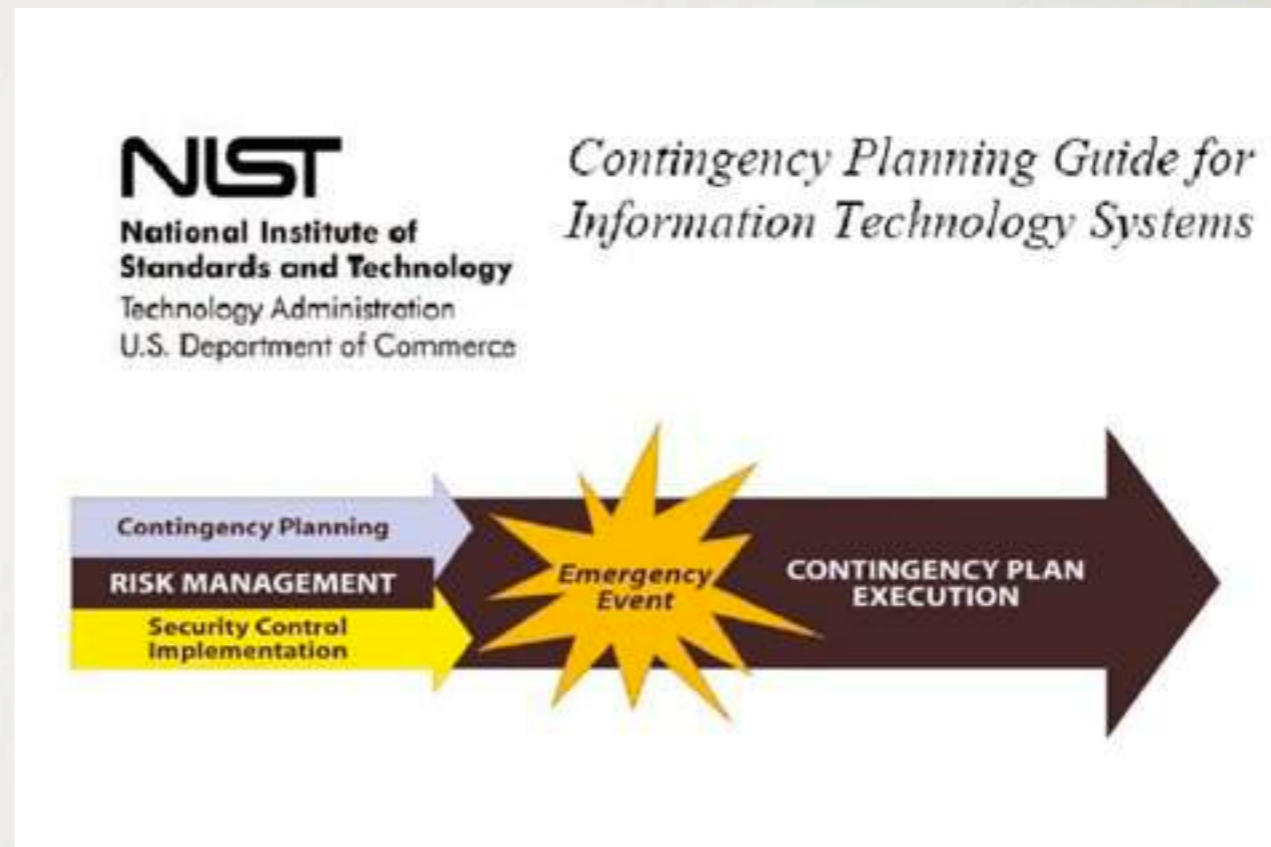 NIST
National Institute of
Standards and Technology
Technology Administration
U.S. Department of Commerce
Contingency Planning Guide for
Information Technology Systems
Contingency Planning
RISK MANAGEMENT
Security Control
Implementation
Emergency
Event
CONTINGENCY PLAN
EXECUTION